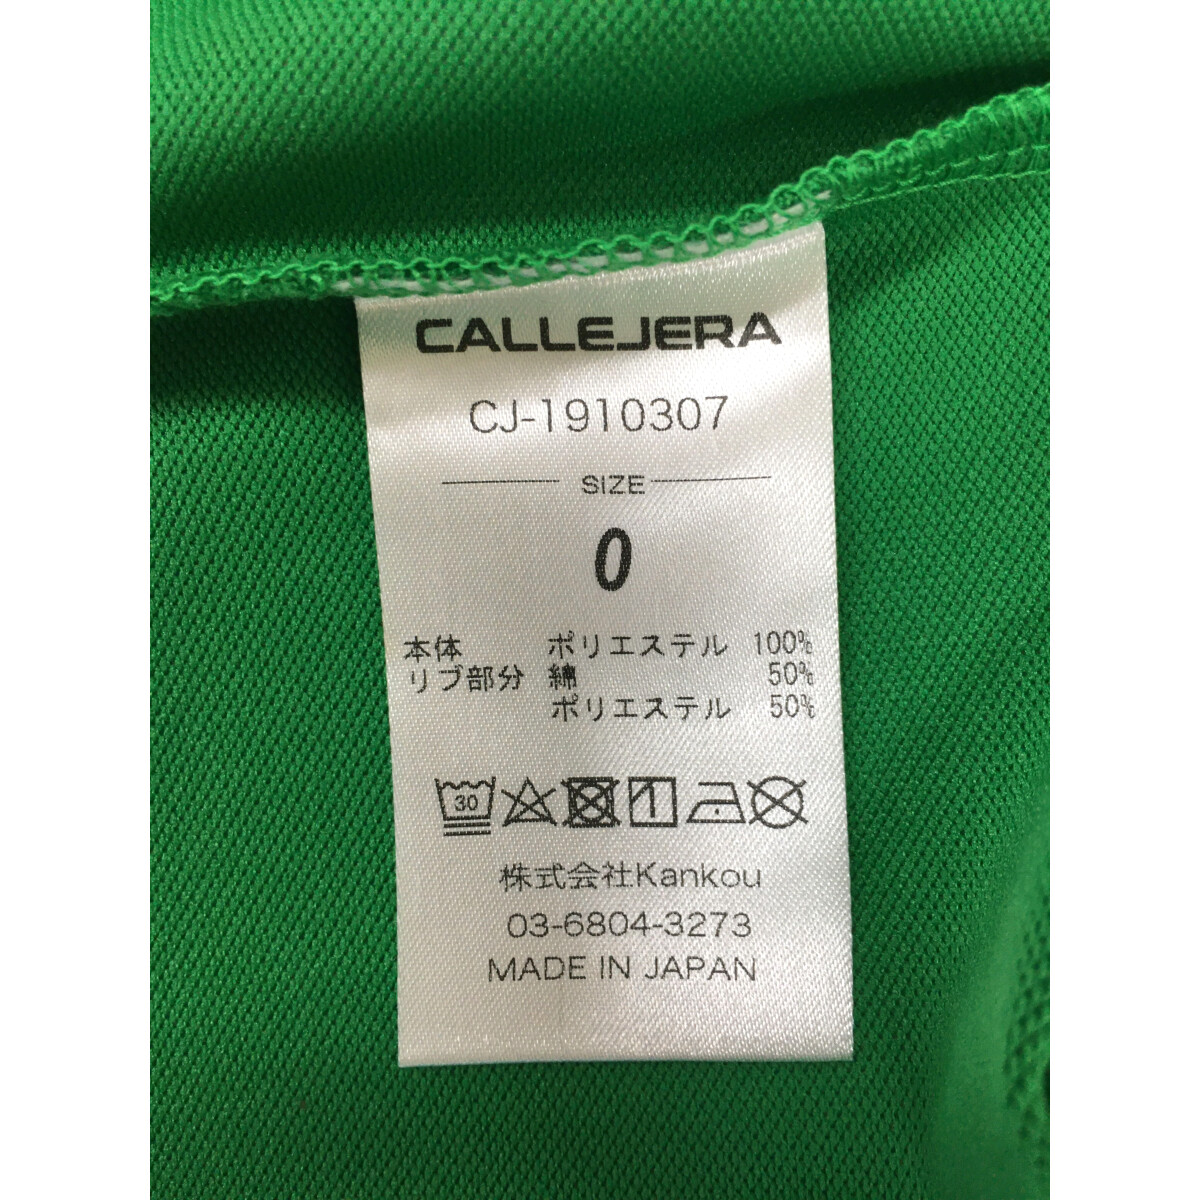 CALLEJERA
CJ-1910307
SIZE
0
本体 ポリエステル 100%
リブ部分 綿 50%
ポリエステル 50%
30
株式会社Kankou
03-6804-3273
MADE IN JAPAN